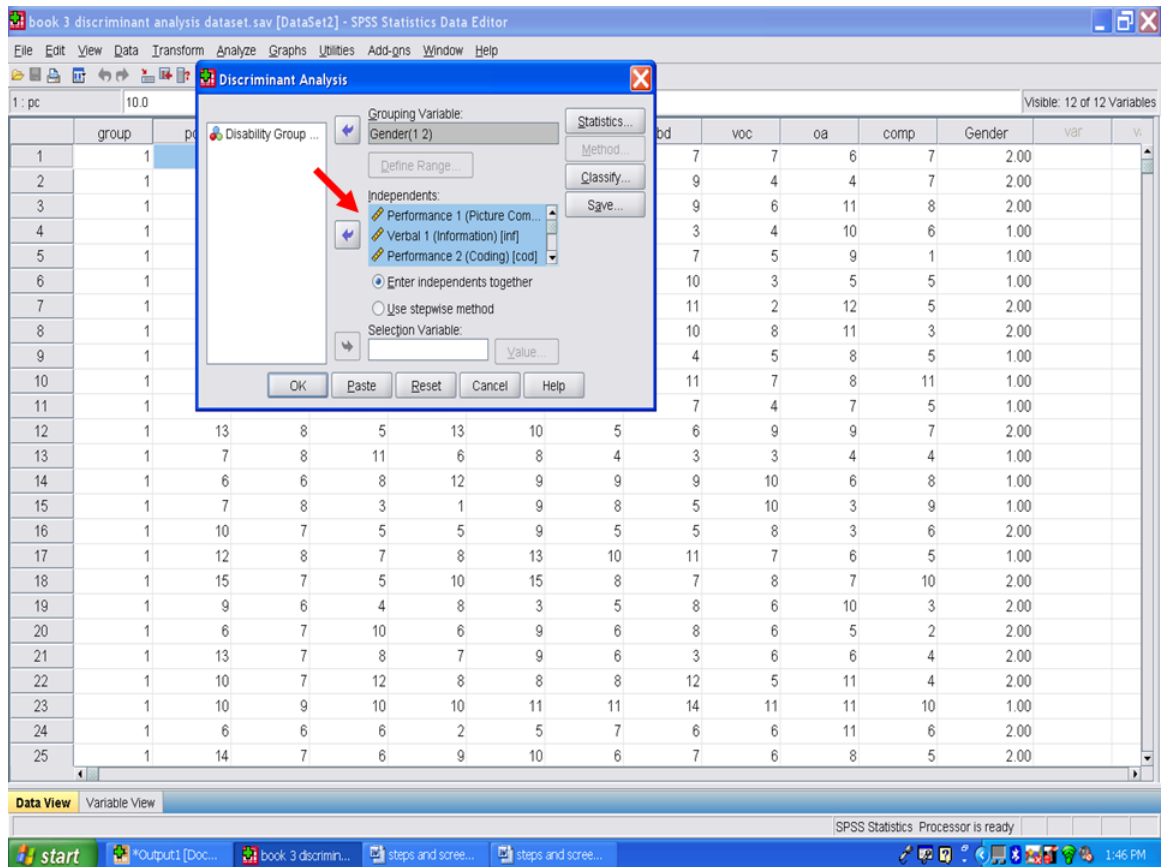 book 3 discriminant analysis dataset.sav [DataSet2] - SPSS Statistics Data Editor
File Edit View Data Transform Analyze Graphs Utilities Add-ons Window Help
1 : pc 10.0 Visible: 12 of 12 Variables
Discriminant Analysis
Disability Group ...
Grouping Variable:
Gender(1 2)
Define Range...
Independents:
Performance 1 (Picture Com...
Verbal 1 (Information) [inf]
Performance 2 (Coding) [cod]
Enter independents together
Use stepwise method
Selection Variable:
Value...
Statistics...
Method...
Classify...
Save...
OK Paste Reset Cancel Help
group pc bd voc oa comp Gender var
1 1 7 7 6 7 2.00
2 1 9 4 4 7 2.00
3 1 9 6 11 8 2.00
4 1 3 4 10 6 1.00
5 1 7 5 9 1 1.00
6 1 10 3 5 5 1.00
7 1 11 2 12 5 2.00
8 1 10 8 11 3 2.00
9 1 4 5 8 5 1.00
10 1 11 7 8 11 1.00
11 1 7 4 7 5 1.00
12 1 13 8 5 13 10 5 6 9 9 7 2.00
13 1 7 8 11 6 8 4 3 3 4 4 1.00
14 1 6 6 8 12 9 9 9 10 6 8 1.00
15 1 7 8 3 1 9 8 5 10 3 9 1.00
16 1 10 7 5 5 9 5 5 8 3 6 2.00
17 1 12 8 7 8 13 10 11 7 6 5 1.00
18 1 15 7 5 10 15 8 7 8 7 10 2.00
19 1 9 6 4 8 3 5 8 6 10 3 2.00
20 1 6 7 10 6 9 6 8 6 5 2 2.00
21 1 13 7 8 7 9 6 3 6 6 4 2.00
22 1 10 7 12 8 8 8 12 5 11 4 2.00
23 1 10 9 10 10 11 11 14 11 11 10 1.00
24 1 6 6 6 2 5 7 6 6 11 6 2.00
25 1 14 7 6 9 10 6 7 6 8 5 2.00
Data View Variable View
SPSS Statistics Processor is ready
start *Output1 [Doc... book 3 discrimin... steps and scree... steps and scree... 1:46 PM